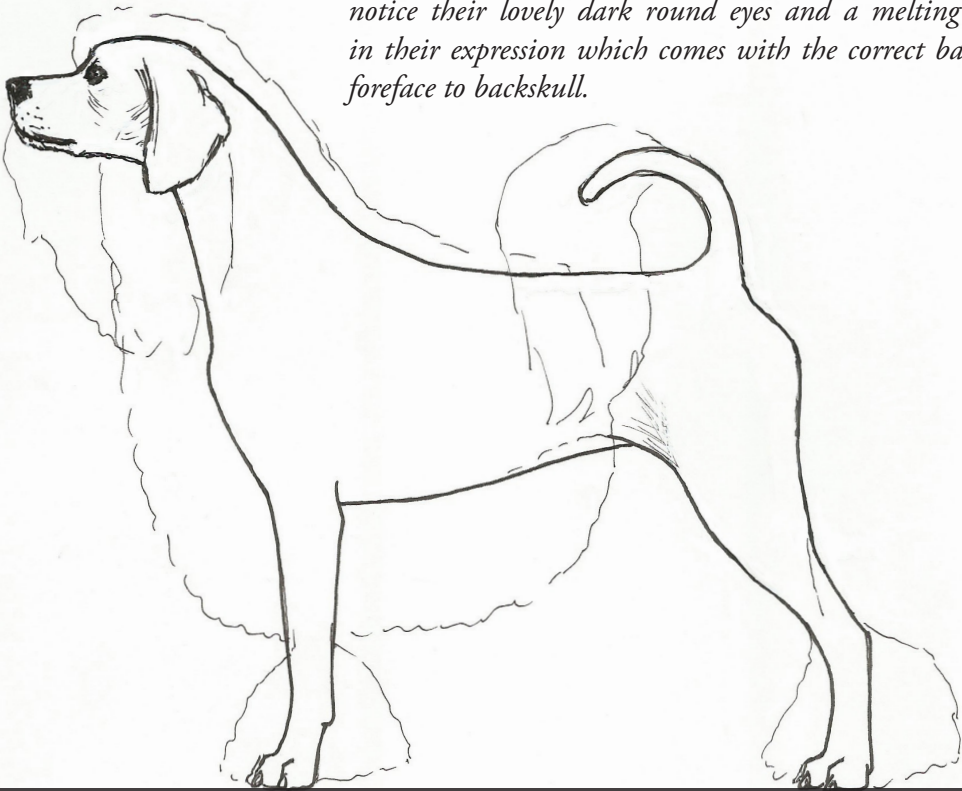 notice their lovely dark round eyes and a melting
in their expression which comes with the correct ba
foreface to backskull.